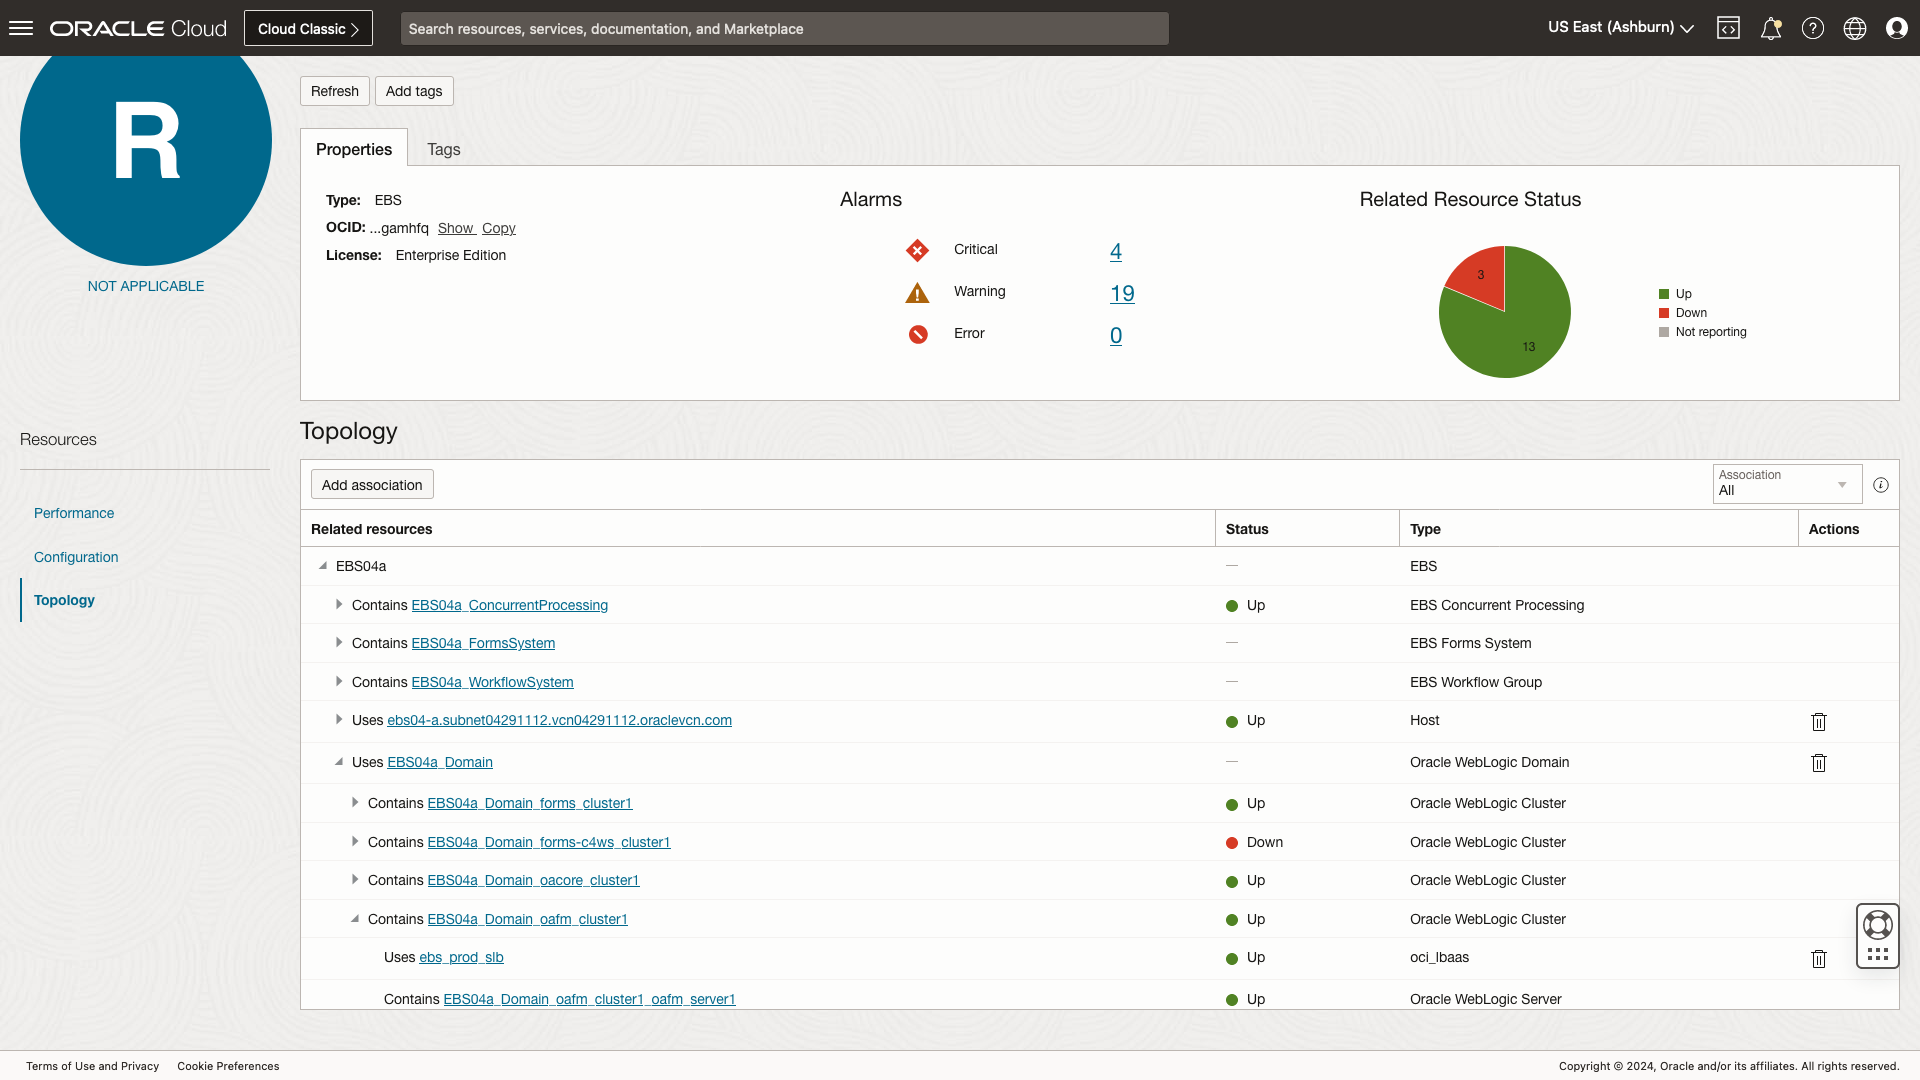 ORACLE Cloud
Cloud Classic
Search resources, services, documentation, and Marketplace
US East (Ashburn)
R
NOT APPLICABLE
Refresh
Add tags
Properties
Tags
Type: EBS
OCID: ...gamhfq Show Copy
License: Enterprise Edition
Alarms
Critical 4
Warning 19
Error 0
Related Resource Status
3
13
Up
Down
Not reporting
Resources
Performance
Configuration
Topology
Topology
Add association
Association
All
Related resources Status Type Actions
EBS04a — EBS
Contains EBS04a_ConcurrentProcessing Up EBS Concurrent Processing
Contains EBS04a_FormsSystem — EBS Forms System
Contains EBS04a_WorkflowSystem — EBS Workflow Group
Uses ebs04-a.subnet04291112.vcn04291112.oraclevcn.com Up Host
Uses EBS04a_Domain — Oracle WebLogic Domain
Contains EBS04a_Domain_forms_cluster1 Up Oracle WebLogic Cluster
Contains EBS04a_Domain_forms-c4ws_cluster1 Down Oracle WebLogic Cluster
Contains EBS04a_Domain_oacore_cluster1 Up Oracle WebLogic Cluster
Contains EBS04a_Domain_oafm_cluster1 Up Oracle WebLogic Cluster
Uses ebs_prod_slb Up oci_lbaas
Contains EBS04a_Domain_oafm_cluster1_oafm_server1 Up Oracle WebLogic Server
Terms of Use and Privacy Cookie Preferences
Copyright © 2024, Oracle and/or its affiliates. All rights reserved.